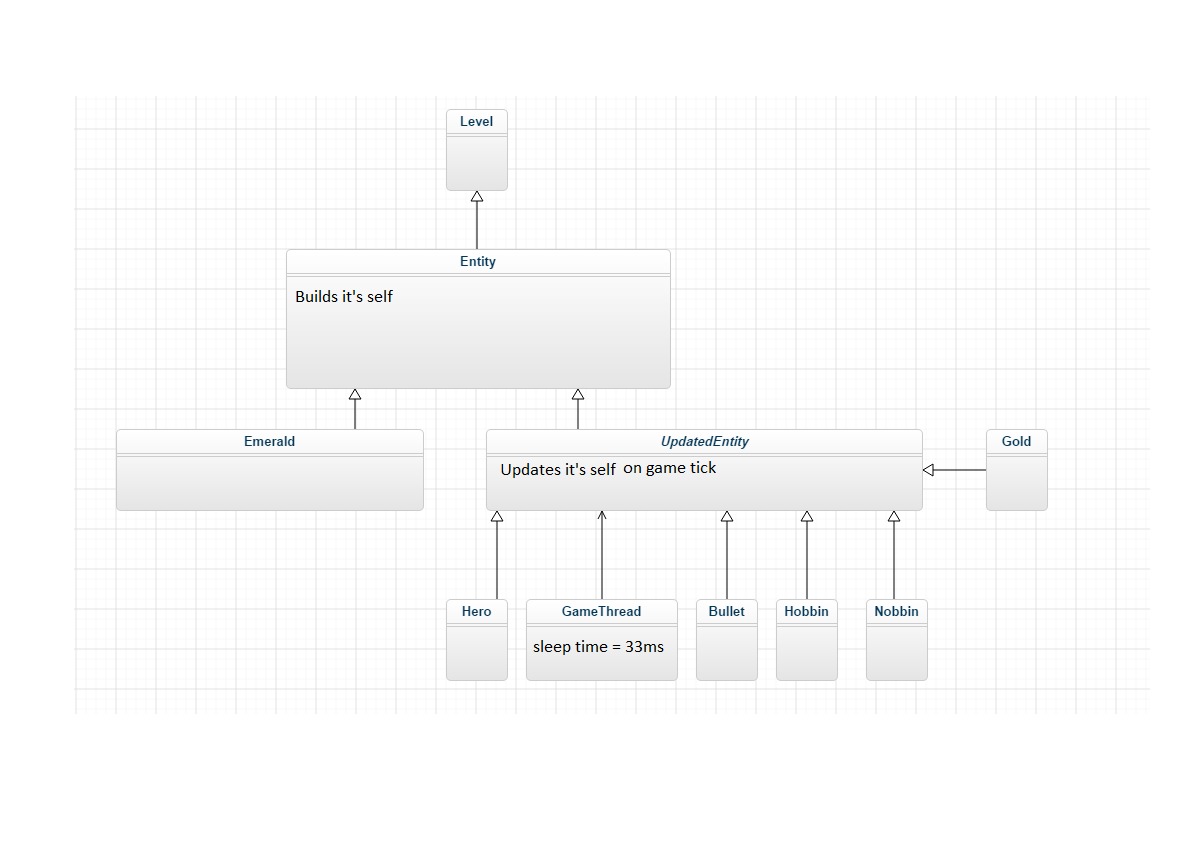 Level
Entity
Builds it's self
Emerald
UpdatedEntity
Gold
Updates it's self on game tick
Hero
GameThread
Bullet
Hobbin
Nobbin
sleep time = 33ms